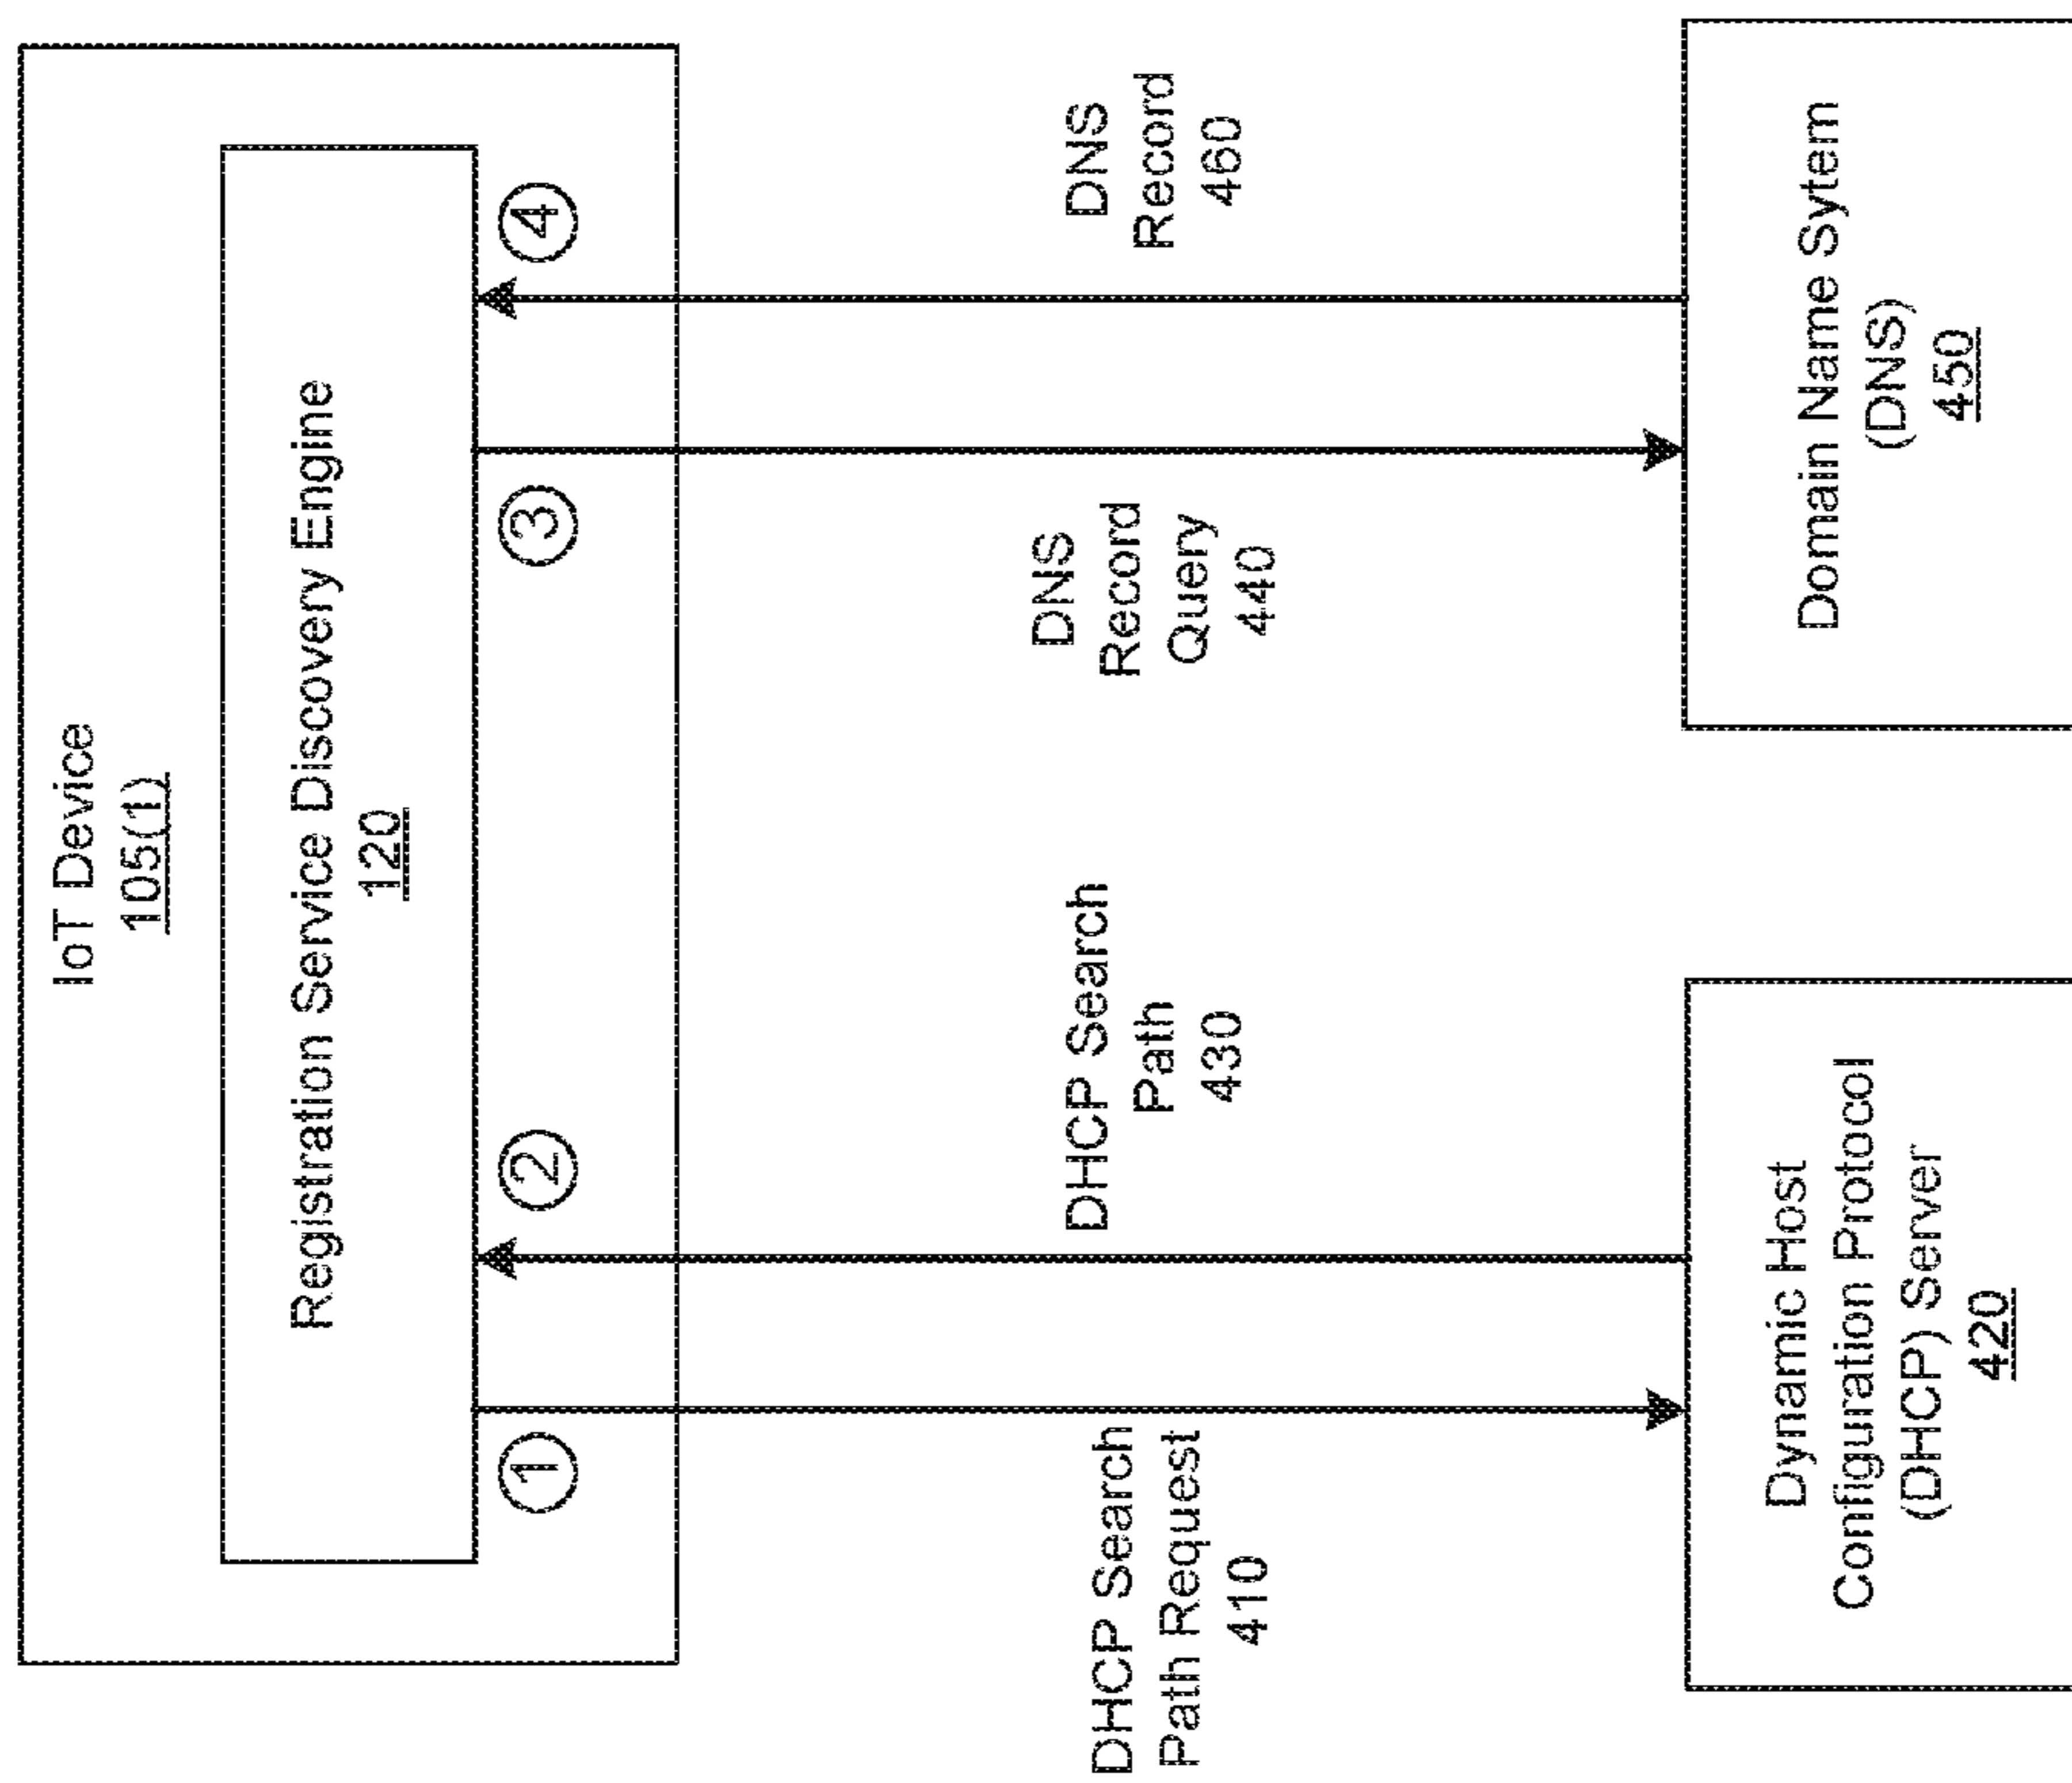 IoT Device
105(1)
Registration Service Discovery Engine
120
1
2
3
4
DHCP Search
Path Request
410
DHCP Search
Path
430
DNS
Record
Query
440
DNS
Record
460
Dynamic Host
Configuration Protocol
(DHCP) Server
420
Domain Name Sytem
(DNS)
450